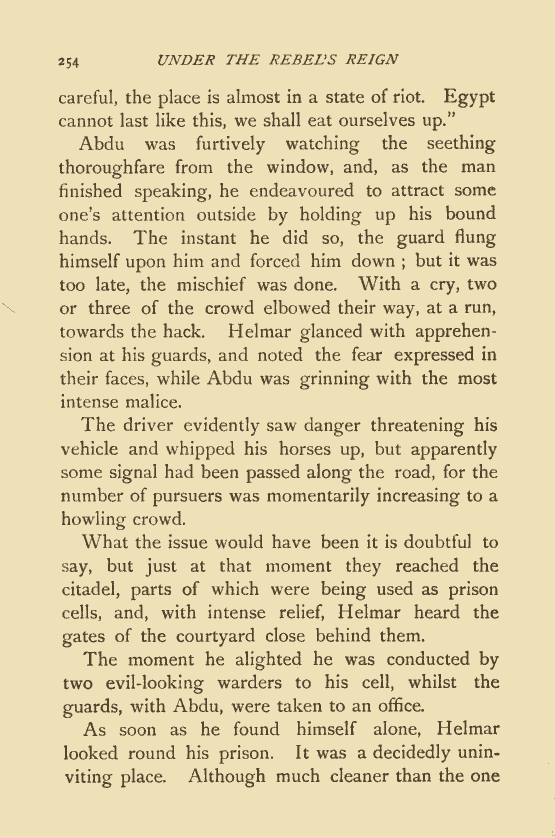 254 UNDER THE REBEL'S REIGN
careful, the place is almost in a state of riot. Egypt
cannot last like this, we shall eat ourselves up.”
Abdu was furtively watching the seething
thoroughfare from the window, and, as the man
finished speaking, he endeavoured to attract some
one's attention outside by holding up his bound
hands. The instant he did so, the guard flung
himself upon him and forced him down ; but it was
too late, the mischief was done. With a cry, two
or three of the crowd elbowed their way, at a run,
towards the hack. Helmar glanced with apprehen-
sion at his guards, and noted the fear expressed in
their faces, while Abdu was grinning with the most
intense malice.
The driver evidently saw danger threatening his
vehicle and whipped his horses up, but apparently
some signal had been passed along the road, for the
number of pursuers was momentarily increasing to a
howling crowd.
What the issue would have been it is doubtful to
say, but just at that moment they reached the
citadel, parts of which were being used as prison
cells, and, with intense relief, Helmar heard the
gates of the courtyard close behind them.
The moment he alighted he was conducted by
two evil-looking warders to his cell, whilst the
guards, with Abdu, were taken to an office.
As soon as he found himself alone, Helmar
looked round his prison. It was a decidedly unin-
viting place. Although much cleaner than the one